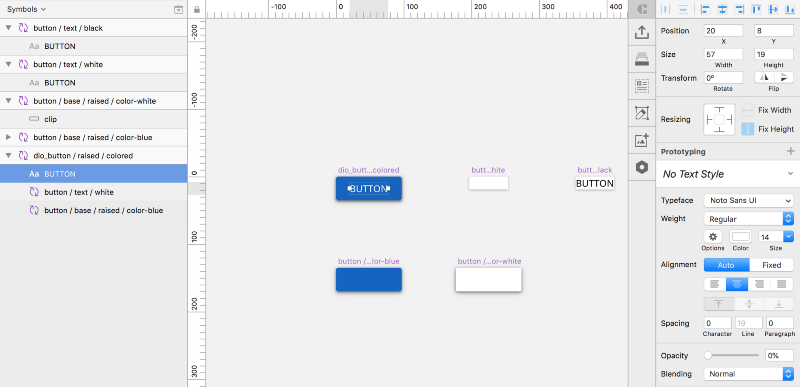 Symbols
button / text / black
Aa BUTTON
button / text / white
Aa BUTTON
button / base / raised / color-white
clip
button / base / raised / color-blue
dio_button / raised / colored
Aa BUTTON
button / text / white
button / base / raised / color-blue
-100 0 100 200 300 400
-200
-100
0
100
200
300
dio_butt...colored
BUTTON
butt...hite
butt...lack
BUTTON
button /...lor-blue
button /...or-white
Position 20 8
X Y
Size 57 19
Width Height
Transform 0°
Rotate Flip
Resizing
Fix Width
Fix Height
Prototyping
No Text Style
Typeface Noto Sans UI
Weight Regular
14
Options Color Size
Alignment Auto Fixed
Spacing 0 19 0
Character Line Paragraph
Opacity 0%
Blending Normal